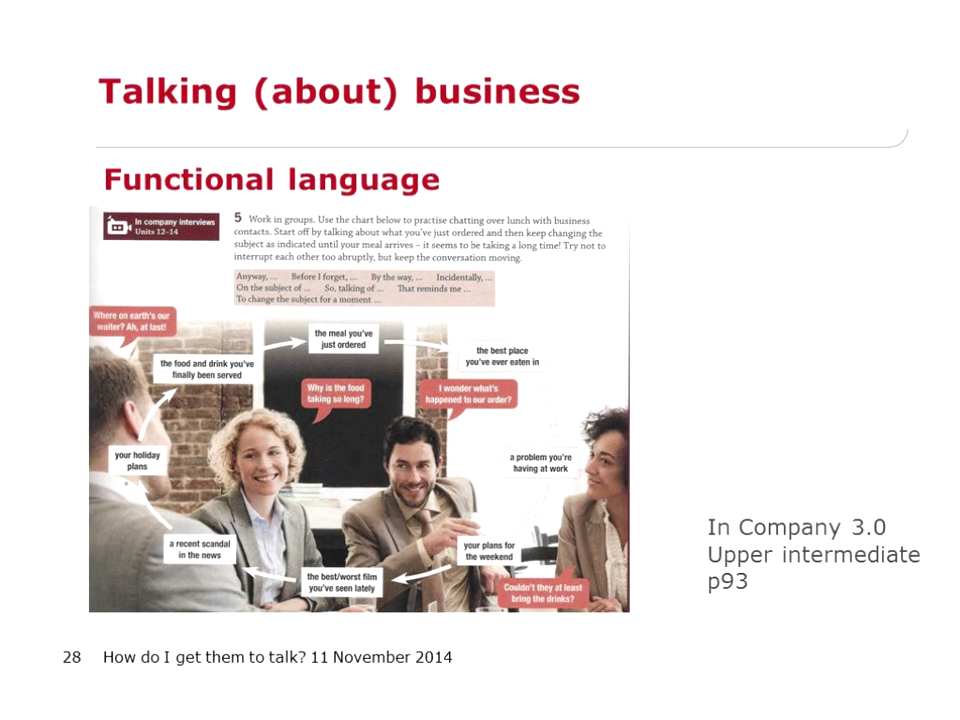 Talking (about) business
Functional language
In company interviews
Units 12–14
5 Work in groups. Use the chart below to practise chatting over lunch with business
contacts. Start off by talking about what you've just ordered and then keep changing the
subject as indicated until your meal arrives – it seems to be taking a long time! Try not to
interrupt each other too abruptly, but keep the conversation moving.
Anyway, ... Before I forget, ... By the way, ... Incidentally, ...
On the subject of ... So, talking of ... That reminds me ...
To change the subject for a moment ...
Where on earth's our
waiter? Ah, at last!
the meal you've
just ordered
the best place
you've ever eaten in
the food and drink you've
finally been served
Why is the food
taking so long?
I wonder what's
happened to our order?
your holiday
plans
a problem you're
having at work
a recent scandal
in the news
your plans for
the weekend
the best/worst film
you've seen lately
Couldn't they at least
bring the drinks?
In Company 3.0
Upper intermediate
p93
28 How do I get them to talk? 11 November 2014